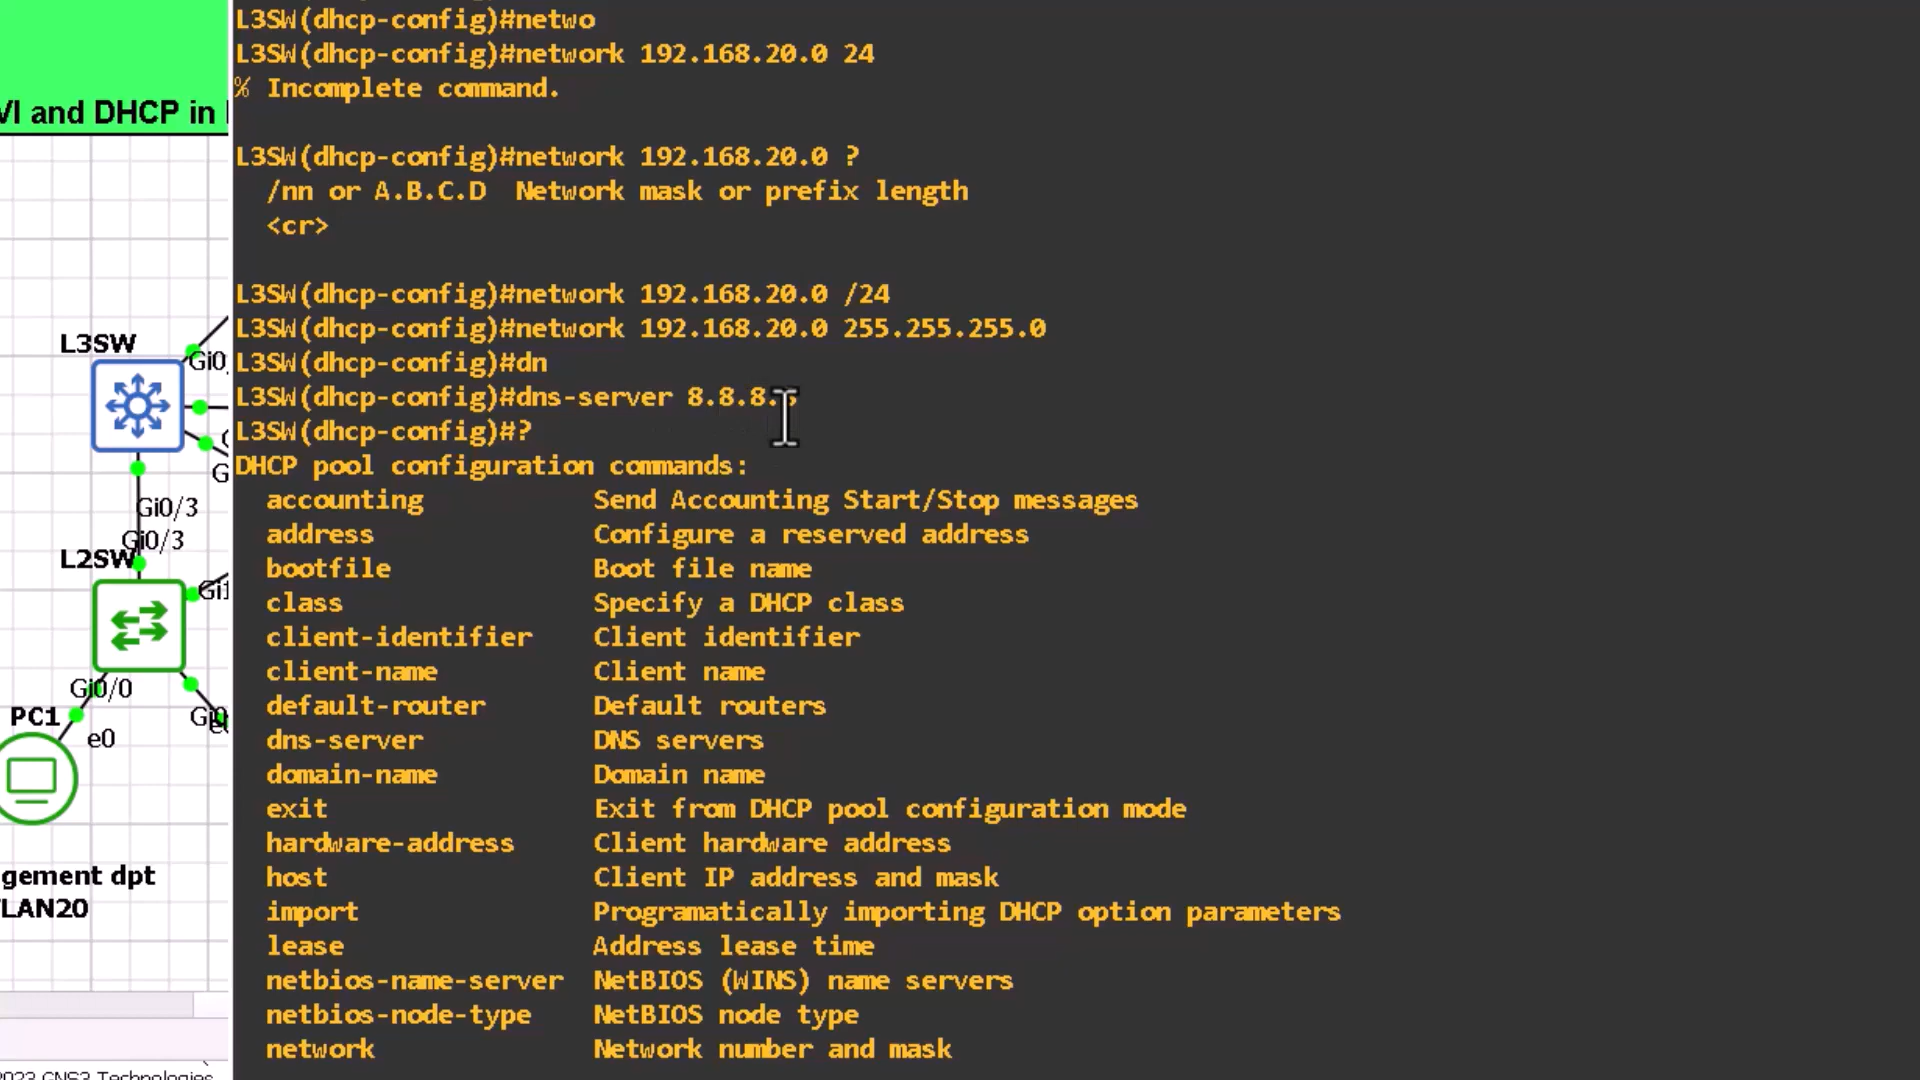 L3SW(dhcp-config)#netwo
L3SW(dhcp-config)#network 192.168.20.0 24
% Incomplete command.
L3SW(dhcp-config)#network 192.168.20.0 ?
/nn or A.B.C.D  Network mask or prefix length
<cr>
L3SW(dhcp-config)#network 192.168.20.0 /24
L3SW(dhcp-config)#network 192.168.20.0 255.255.255.0
L3SW(dhcp-config)#dn
L3SW(dhcp-config)#dns-server 8.8.8.
L3SW(dhcp-config)#?
DHCP pool configuration commands:
accounting Send Accounting Start/Stop messages
address Configure a reserved address
bootfile Boot file name
class Specify a DHCP class
client-identifier Client identifier
client-name Client name
default-router Default routers
dns-server DNS servers
domain-name Domain name
exit Exit from DHCP pool configuration mode
hardware-address Client hardware address
host Client IP address and mask
import Programatically importing DHCP option parameters
lease Address lease time
netbios-name-server NetBIOS (WINS) name servers
netbios-node-type NetBIOS node type
network Network number and mask
VI and DHCP in
L3SW
Gi0
Gi0/3
Gi0/3
L2SW
Gi0/0
PC1
e0
gement dpt
LAN20
2023 GNS3 Technologies